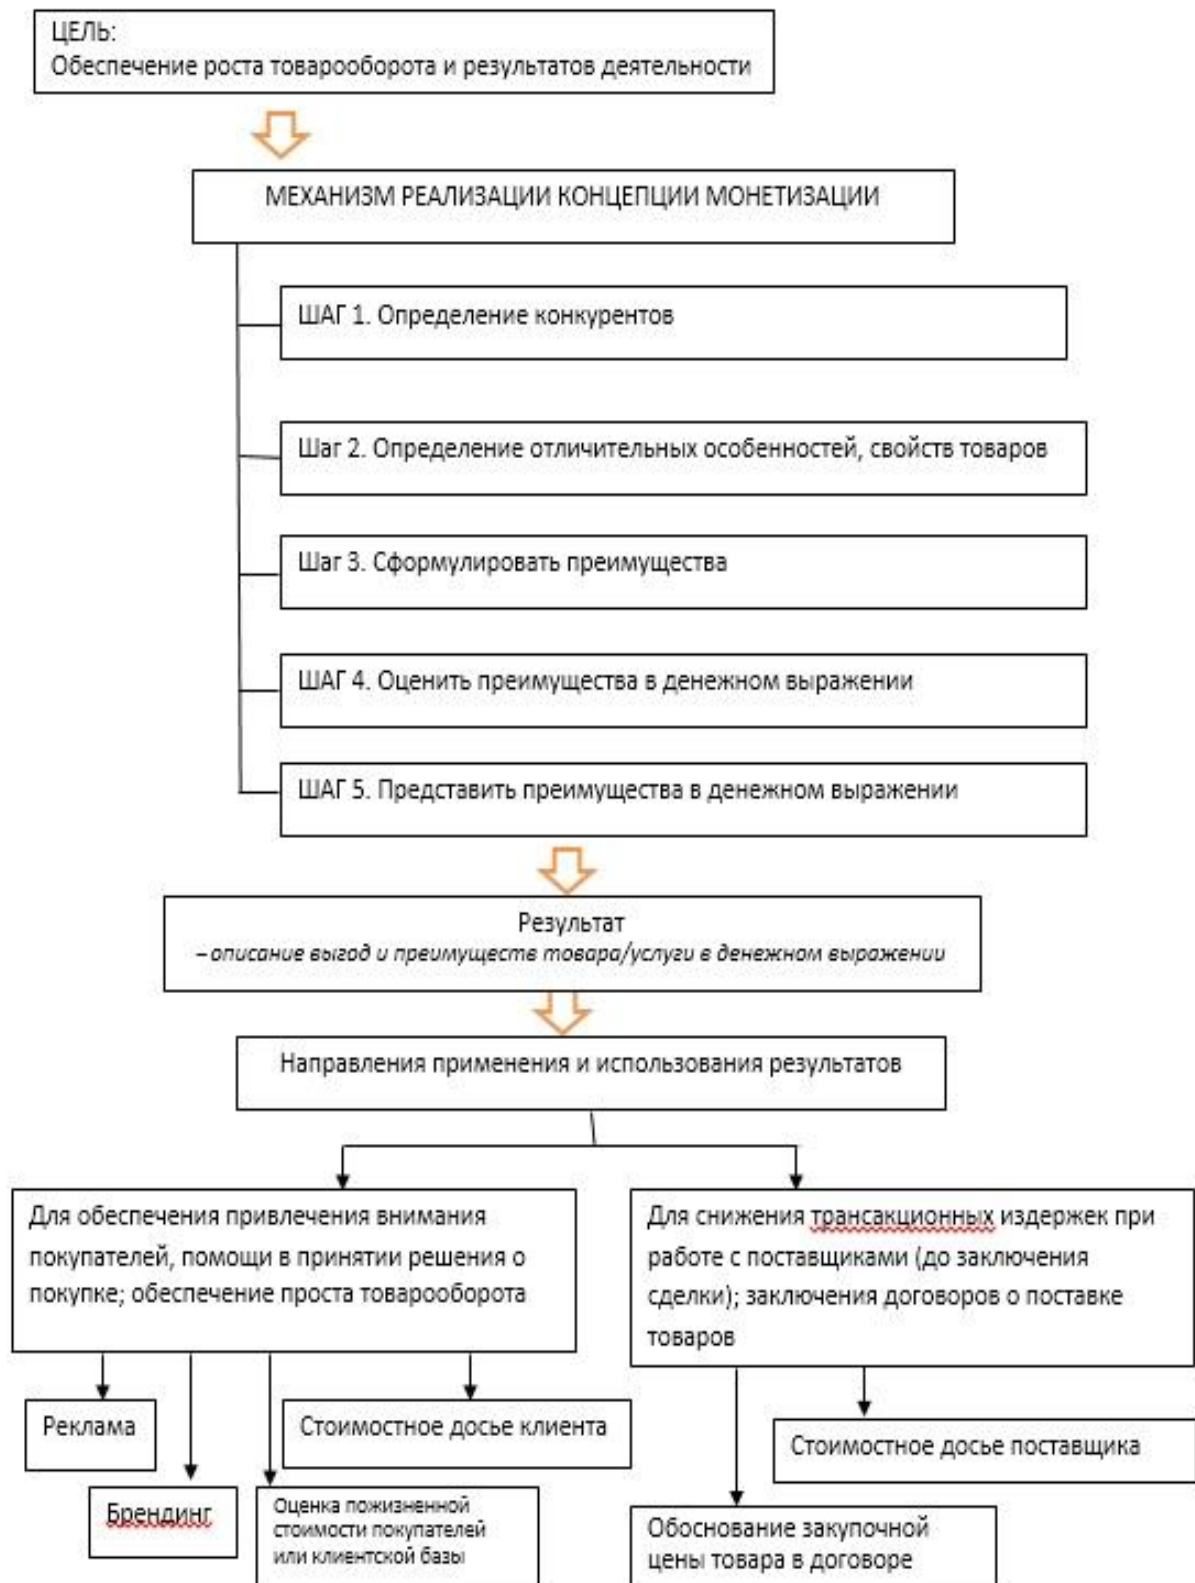 ЦЕЛЬ:
Обеспечение роста товарооборота и результатов деятельности
МЕХАНИЗМ РЕАЛИЗАЦИИ КОНЦЕПЦИИ МОНЕТИЗАЦИИ
ШАГ 1. Определение конкурентов
Шаг 2. Определение отличительных особенностей, свойств товаров
Шаг 3. Сформулировать преимущества
ШАГ 4. Оценить преимущества в денежном выражении
ШАГ 5. Представить преимущества в денежном выражении
Результат
– описание выгод и преимуществ товара/услуги в денежном выражении
Направления применения и использования результатов
Для обеспечения привлечения внимания
покупателей, помощи в принятии решения о
покупке; обеспечение проста товарооборота
Для снижения трансакционных издержек при
работе с поставщиками (до заключения
сделки); заключения договоров о поставке
товаров
Реклама
Стоимостное досье клиента
Стоимостное досье поставщика
Брендинг
Оценка пожизненной
стоимости покупателей
или клиентской базы
Обоснование закупочной
цены товара в договоре